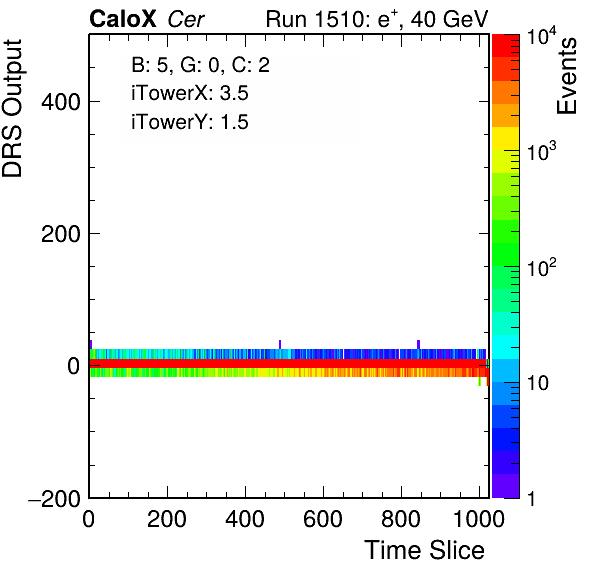 CaloX Cer Run 1510: e⁺, 40 GeV
B: 5, G: 0, C: 2
iTowerX: 3.5
iTowerY: 1.5
DRS Output
400
200
0
−200
0 200 400 600 800 1000
Time Slice
Events
10⁴
10³
10²
10
1